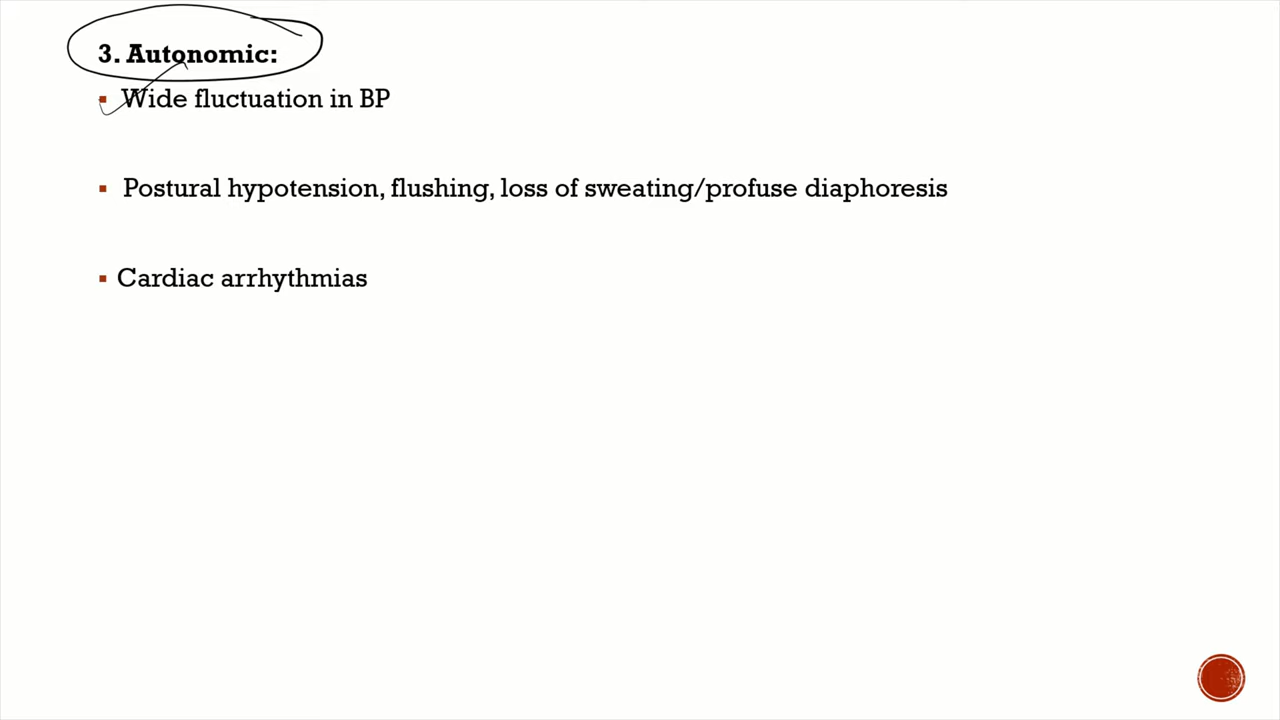 3. Autonomic:
▪ Wide fluctuation in BP
▪ Postural hypotension, flushing, loss of sweating/profuse diaphoresis
▪ Cardiac arrhythmias